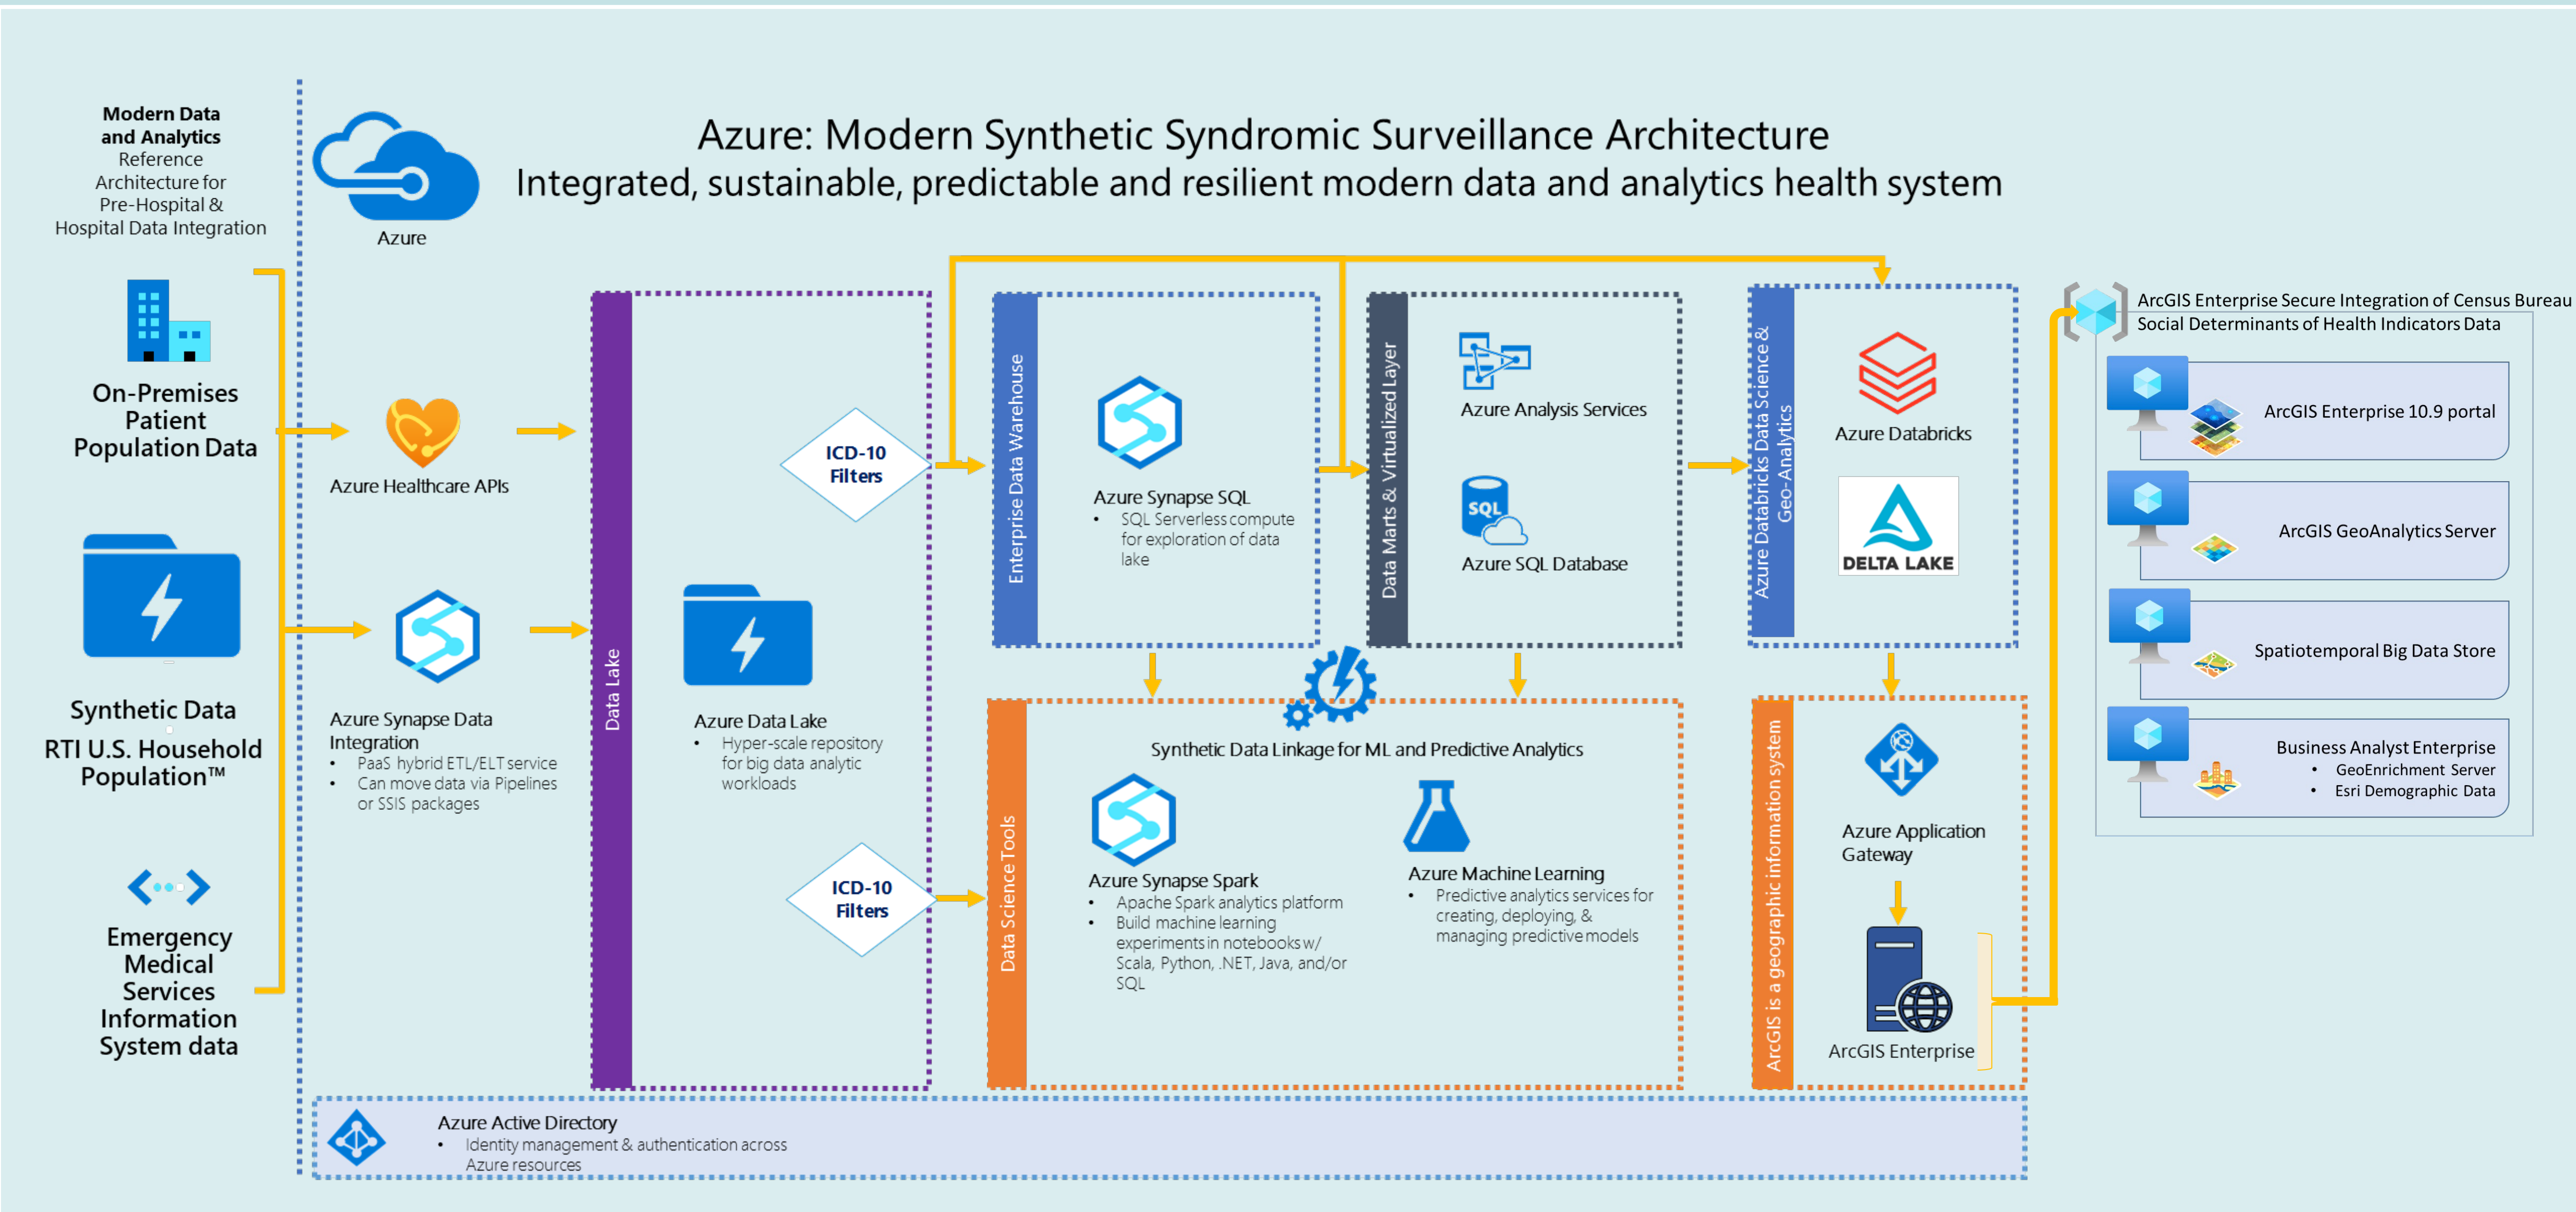 Modern Data
and Analytics
Reference
Architecture for
Pre-Hospital &
Hospital Data Integration
Azure
Azure: Modern Synthetic Syndromic Surveillance Architecture
Integrated, sustainable, predictable and resilient modern data and analytics health system
On-Premises
Patient
Population Data
Synthetic Data
RTI U.S. Household
Population™
Emergency
Medical
Services
Information
System data
Azure Healthcare APIs
Azure Synapse Data
Integration
• PaaS hybrid ETL/ELT service
• Can move data via Pipelines
or SSIS packages
Data Lake
ICD-10
Filters
Azure Data Lake
• Hyper-scale repository
for big data analytic
workloads
ICD-10
Filters
Enterprise Data Warehouse
Azure Synapse SQL
• SQL Serverless compute
for exploration of data
lake
Data Marts & Virtualized Layer
Azure Analysis Services
SQL
Azure SQL Database
Azure Databricks Data Science &
Geo-Analytics
Azure Databricks
DELTA LAKE
Data Science Tools
Synthetic Data Linkage for ML and Predictive Analytics
Azure Synapse Spark
• Apache Spark analytics platform
• Build machine learning
experiments in notebooks w/
Scala, Python, .NET, Java, and/or
SQL
Azure Machine Learning
• Predictive analytics services for
creating, deploying, &
managing predictive models
ArcGIS is a geographic information system
Azure Application
Gateway
ArcGIS Enterprise
ArcGIS Enterprise Secure Integration of Census Bureau
Social Determinants of Health Indicators Data
ArcGIS Enterprise 10.9 portal
ArcGIS GeoAnalytics Server
Spatiotemporal Big Data Store
Business Analyst Enterprise
• GeoEnrichment Server
• Esri Demographic Data
Azure Active Directory
• Identity management & authentication across
Azure resources